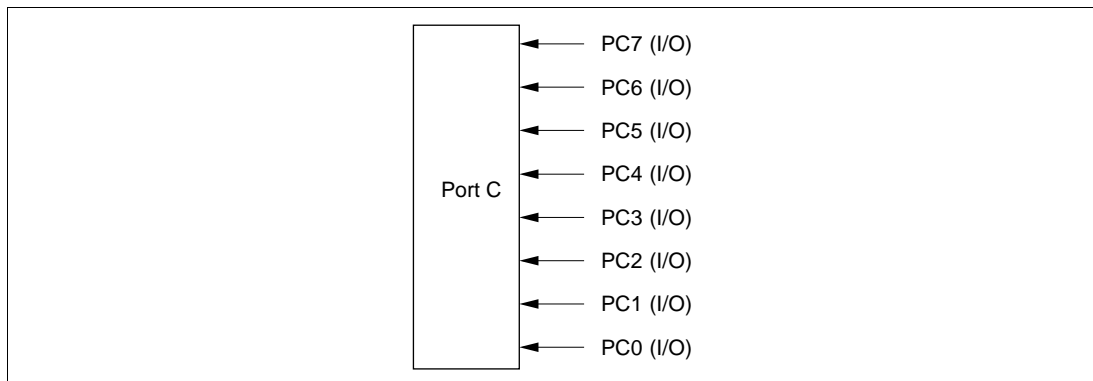 PC7 (I/O)
PC6 (I/O)
PC5 (I/O)
PC4 (I/O)
Port C
PC3 (I/O)
PC2 (I/O)
PC1 (I/O)
PC0 (I/O)